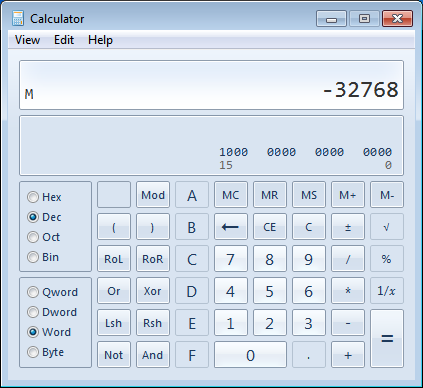 Calculator
View Edit Help
M -32768
1000 0000 0000 0000
15 0
Hex Mod A MC MR MS M+ M-
Dec ( ) B ← CE C ± √
Oct RoL RoR C 7 8 9 / %
Bin
Qword Or Xor D 4 5 6 * 1/x
Dword
Word Lsh Rsh E 1 2 3 - =
Byte Not And F 0 . +